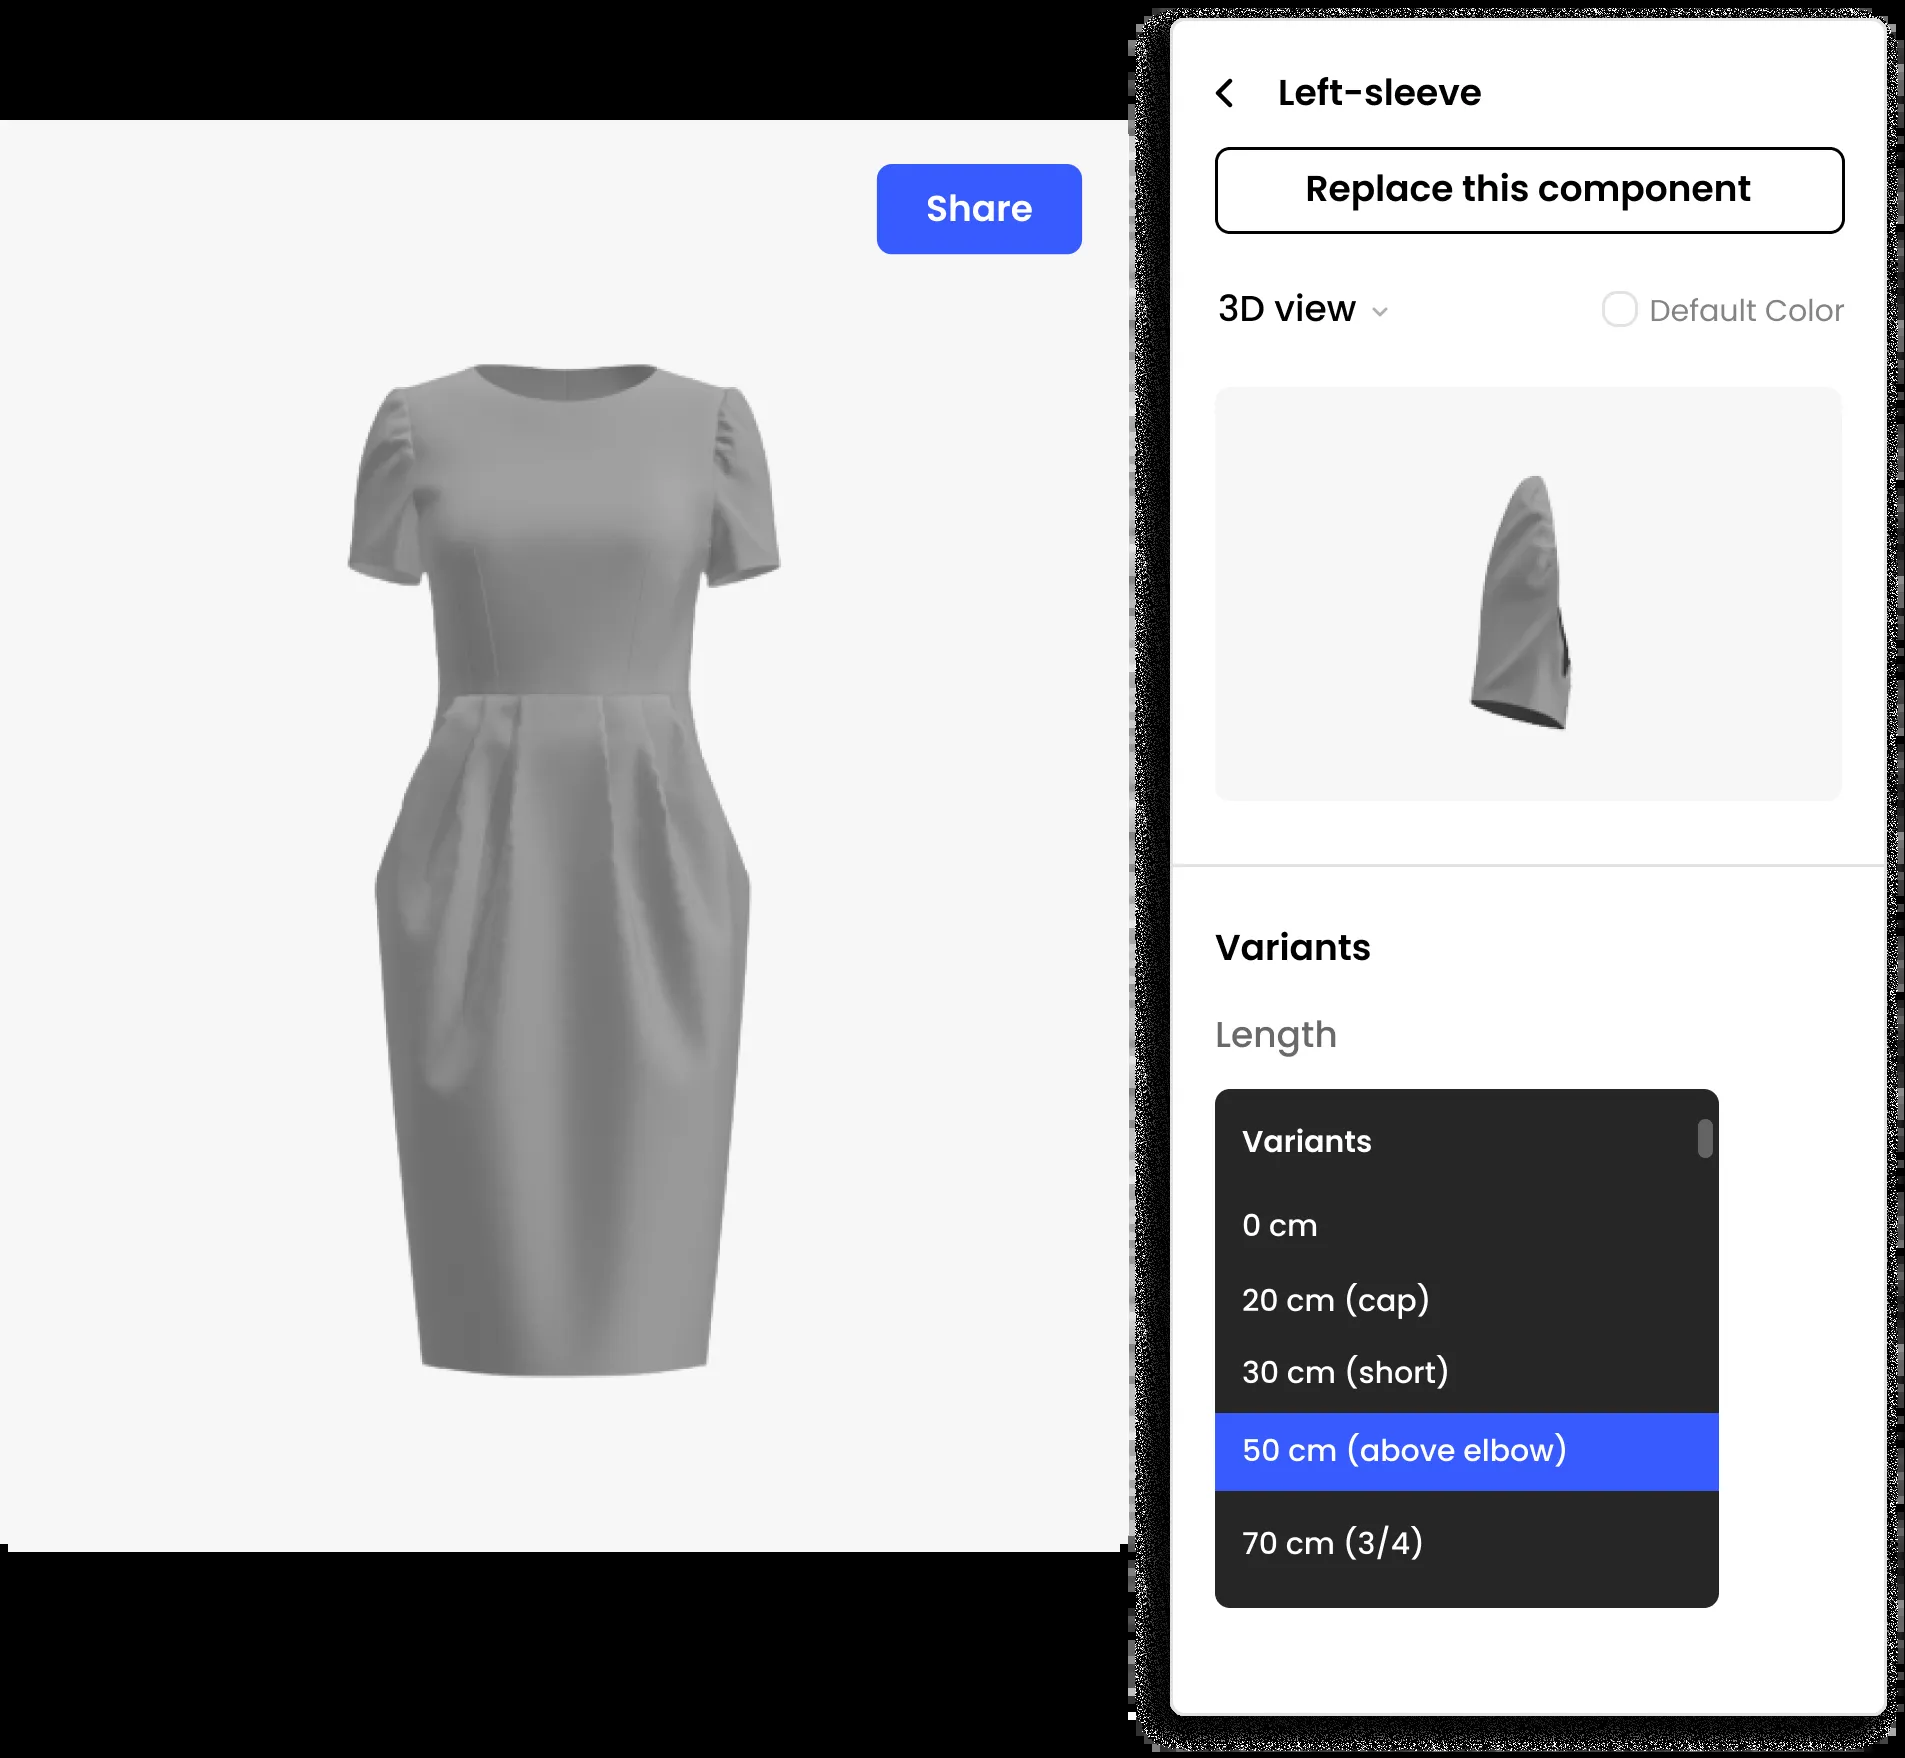 Share
Left-sleeve
Replace this component
3D view
Default Color
Variants
Length
Variants
0 cm
20 cm (cap)
30 cm (short)
50 cm (above elbow)
70 cm (3/4)